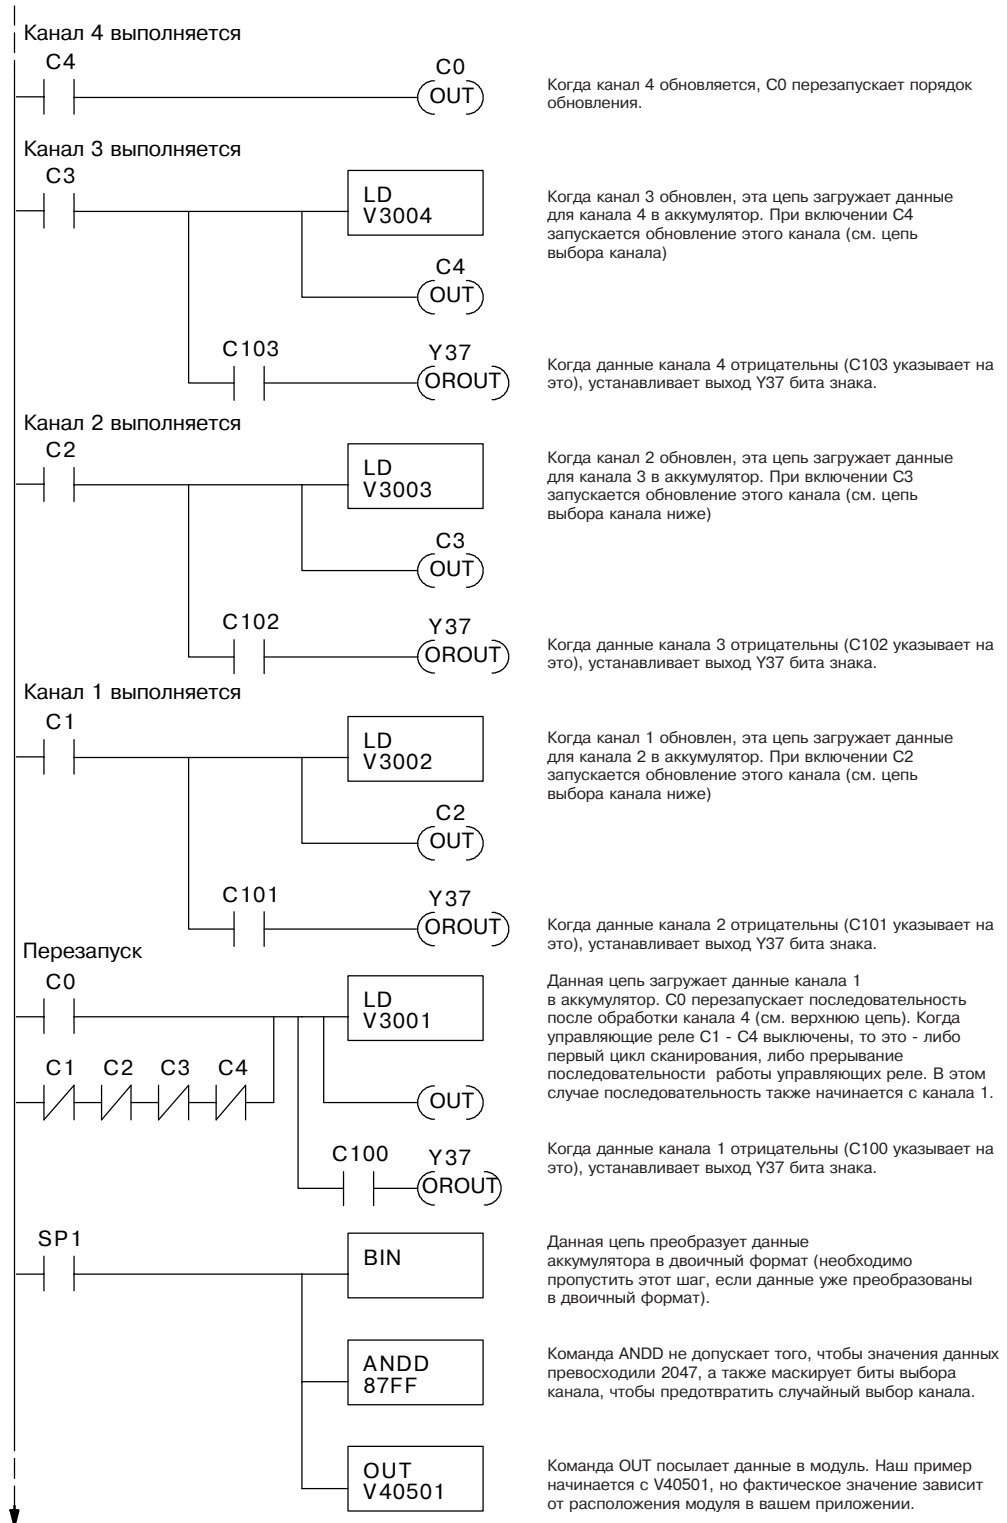 Канал 4 выполняется
C4
C0
OUT
Когда канал 4 обновляется, C0 перезапускает порядок
обновления.
Канал 3 выполняется
C3
LD
V3004
Когда канал 3 обновлен, эта цепь загружает данные
для канала 4 в аккумулятор. При включении C4
запускается обновление этого канала (см. цепь
выбора канала)
C4
OUT
C103
Y37
OROUT
Когда данные канала 4 отрицательны (C103 указывает на
это), устанавливает выход Y37 бита знака.
Канал 2 выполняется
C2
LD
V3003
Когда канал 2 обновлен, эта цепь загружает данные
для канала 3 в аккумулятор. При включении C3
запускается обновление этого канала (см. цепь
выбора канала ниже)
C3
OUT
C102
Y37
OROUT
Когда данные канала 3 отрицательны (C102 указывает на
это), устанавливает выход Y37 бита знака.
Канал 1 выполняется
C1
LD
V3002
Когда канал 1 обновлен, эта цепь загружает данные
для канала 2 в аккумулятор. При включении C2
запускается обновление этого канала (см. цепь
выбора канала ниже)
C2
OUT
C101
Y37
OROUT
Когда данные канала 2 отрицательны (C101 указывает на
это), устанавливает выход Y37 бита знака.
Перезапуск
C0
LD
V3001
Данная цепь загружает данные канала 1
в аккумулятор. C0 перезапускает последовательность
после обработки канала 4 (см. верхнюю цепь). Когда
управляющие реле C1 - C4 выключены, то это - либо
первый цикл сканирования, либо прерывание
последовательности работы управляющих реле. В этом
случае последовательность также начинается с канала 1.
C1 C2 C3 C4
OUT
C100
Y37
OROUT
Когда данные канала 1 отрицательны (C100 указывает на
это), устанавливает выход Y37 бита знака.
SP1
BIN
Данная цепь преобразует данные
аккумулятора в двоичный формат (необходимо
пропустить этот шаг, если данные уже преобразованы
в двоичный формат).
ANDD
87FF
Команда ANDD не допускает того, чтобы значения данных
превосходили 2047, а также маскирует биты выбора
канала, чтобы предотвратить случайный выбор канала.
OUT
V40501
Команда OUT посылает данные в модуль. Наш пример
начинается с V40501, но фактическое значение зависит
от расположения модуля в вашем приложении.